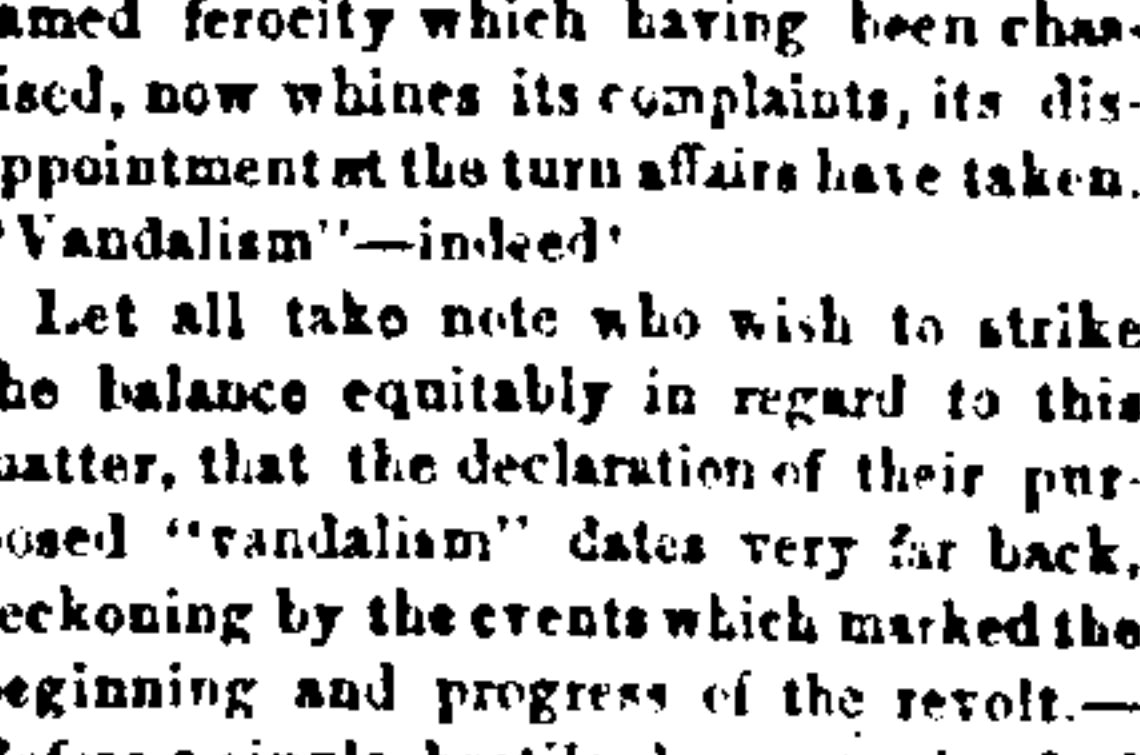 amed ferocity which having been chas-
ised, now whines its complaints, its dis-
ppointment at the turn affairs have taken.
"Vandalism"—indeed'
Let all take note who wish to strike
he balance equitably in regard to this
atter, that the declaration of their pur-
osed "vandalism" dates very far back,
eckoning by the events which marked the
eginning and progress of the revolt.—